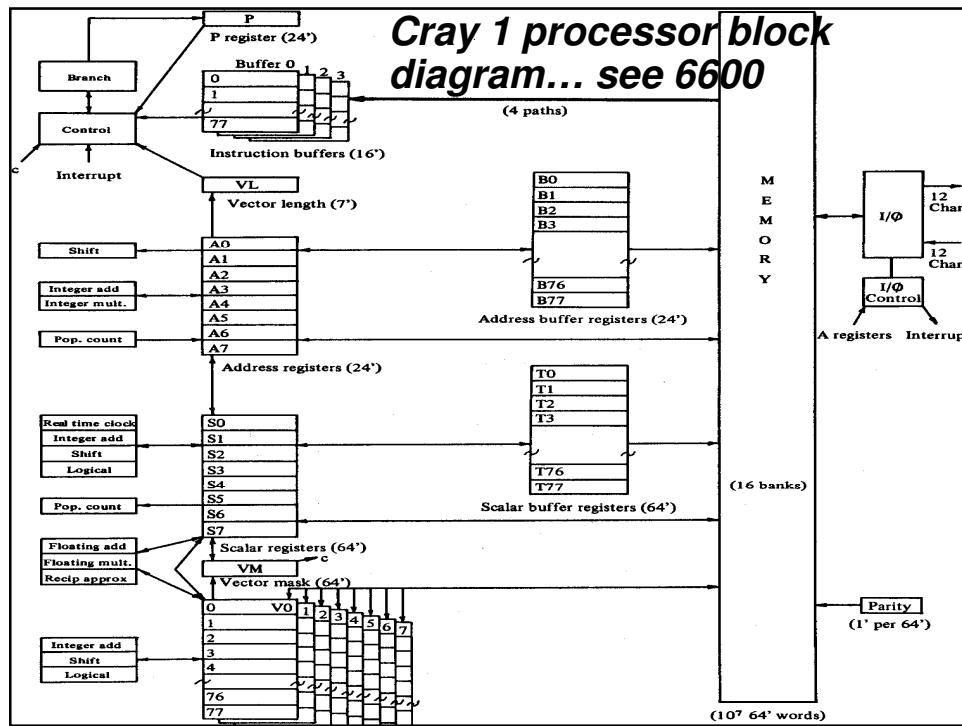 Cray 1 processor block
diagram... see 6600
P
P register (24')
Branch
Control
c
Interrupt
Buffer 0
1
2
3
0
1
77
Instruction buffers (16')
(4 paths)
VL
Vector length (7')
Shift
Integer add
Integer mult.
Pop. count
A0
A1
A2
A3
A4
A5
A6
A7
Address registers (24')
B0
B1
B2
B3
B76
B77
Address buffer registers (24')
Real time clock
Integer add
Shift
Logical
Pop. count
S0
S1
S2
S3
S4
S5
S6
S7
Scalar registers (64')
T0
T1
T2
T3
T76
T77
Scalar buffer registers (64')
Floating add
Floating mult.
Recip approx
VM
c
Vector mask (64')
0 V0
1
2
3
4
5
6
7
1
2
3
4
76
77
Integer add
Shift
Logical
MEMORY
(16 banks)
(10⁷ 64' words)
I/Ø
12
Chan
12
Chan
I/Ø
Control
A registers
Interrup
Parity
(1' per 64')